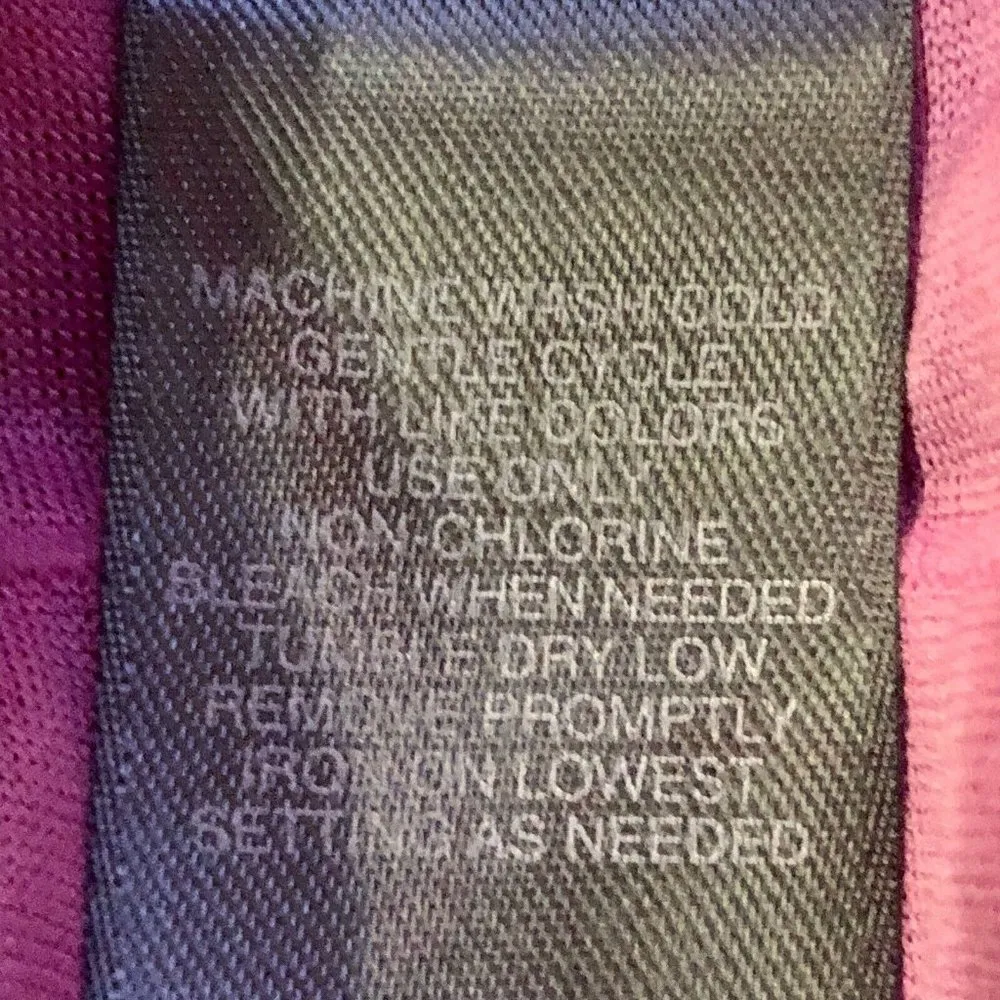 MACHINE WASH COLD
GENTLE CYCLE
WITH LIKE COLORS
USE ONLY
NON CHLORINE
BLEACH WHEN NEEDED
TUMBLE DRY LOW
REMOVE PROMPTLY
IRON ON LOWEST
SETTING AS NEEDED